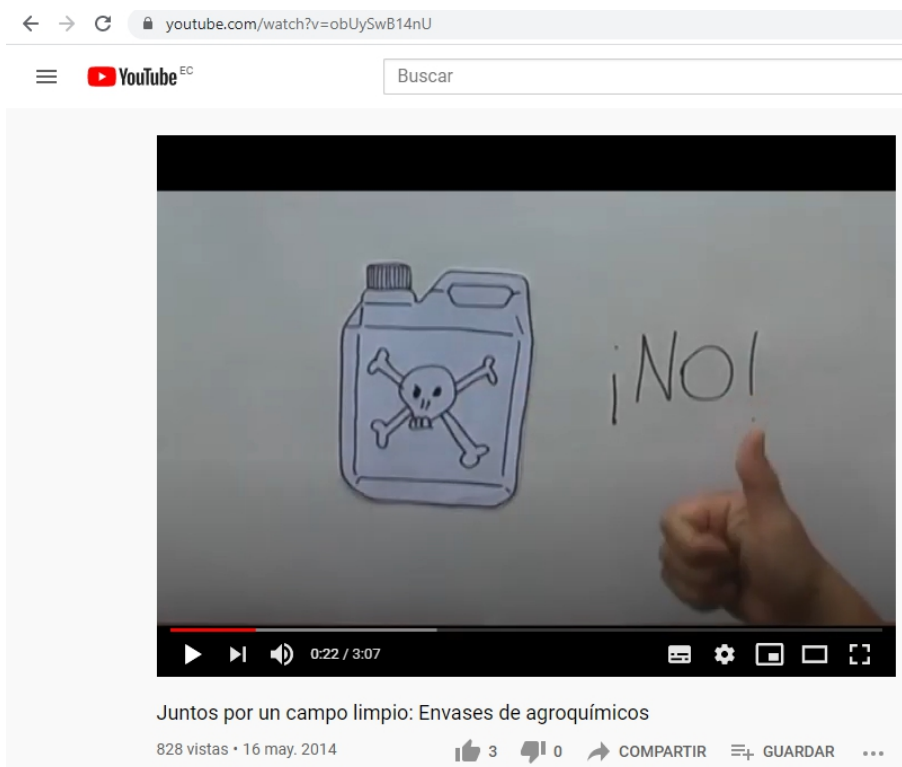 youtube.com/watch?v=obUySwB14nU
YouTube EC
Buscar
¡NO!
0:22 / 3:07
Juntos por un campo limpio: Envases de agroquímicos
828 vistas • 16 may. 2014
3
0
COMPARTIR
GUARDAR